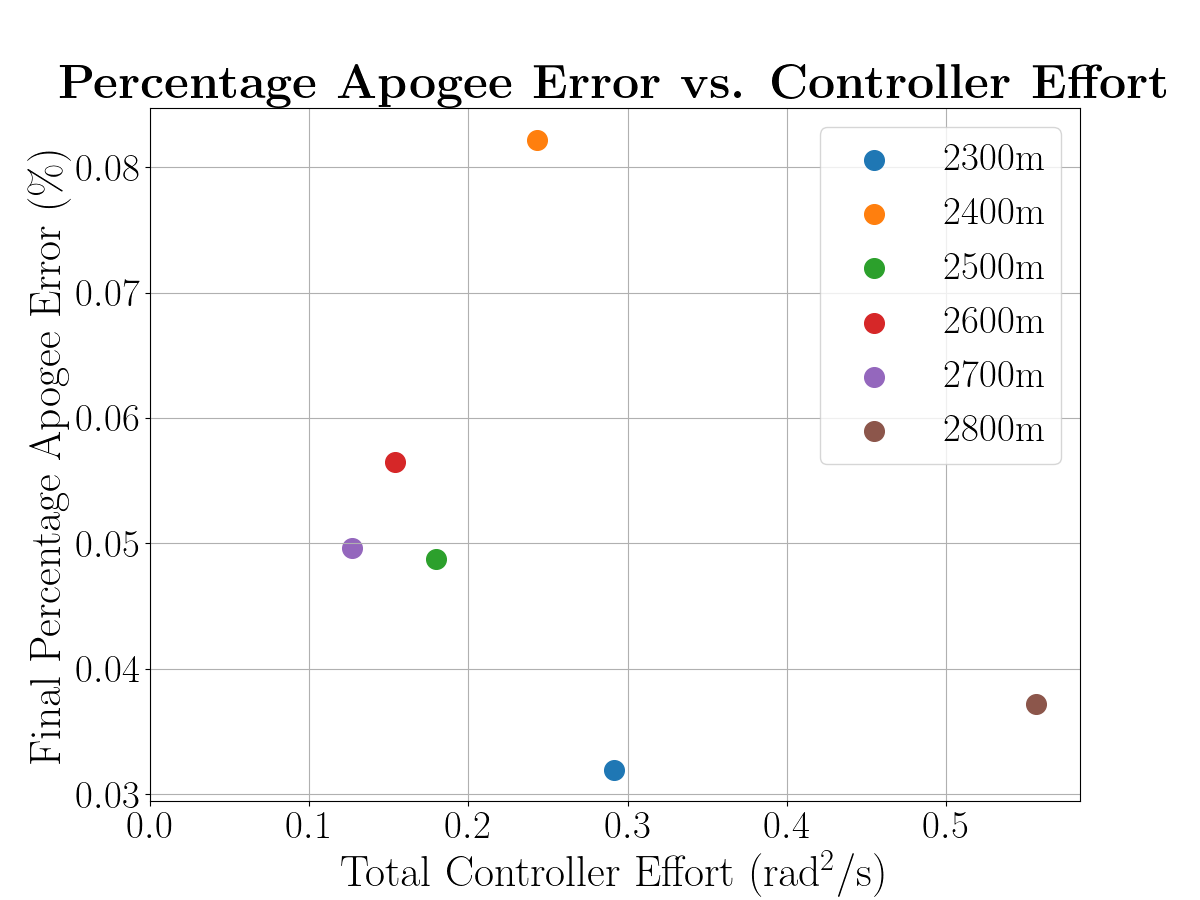 Percentage Apogee Error vs. Controller Effort
Final Percentage Apogee Error (%)
0.08
0.07
0.06
0.05
0.04
0.03
2300m
2400m
2500m
2600m
2700m
2800m
0.0 0.1 0.2 0.3 0.4 0.5
Total Controller Effort (rad²/s)